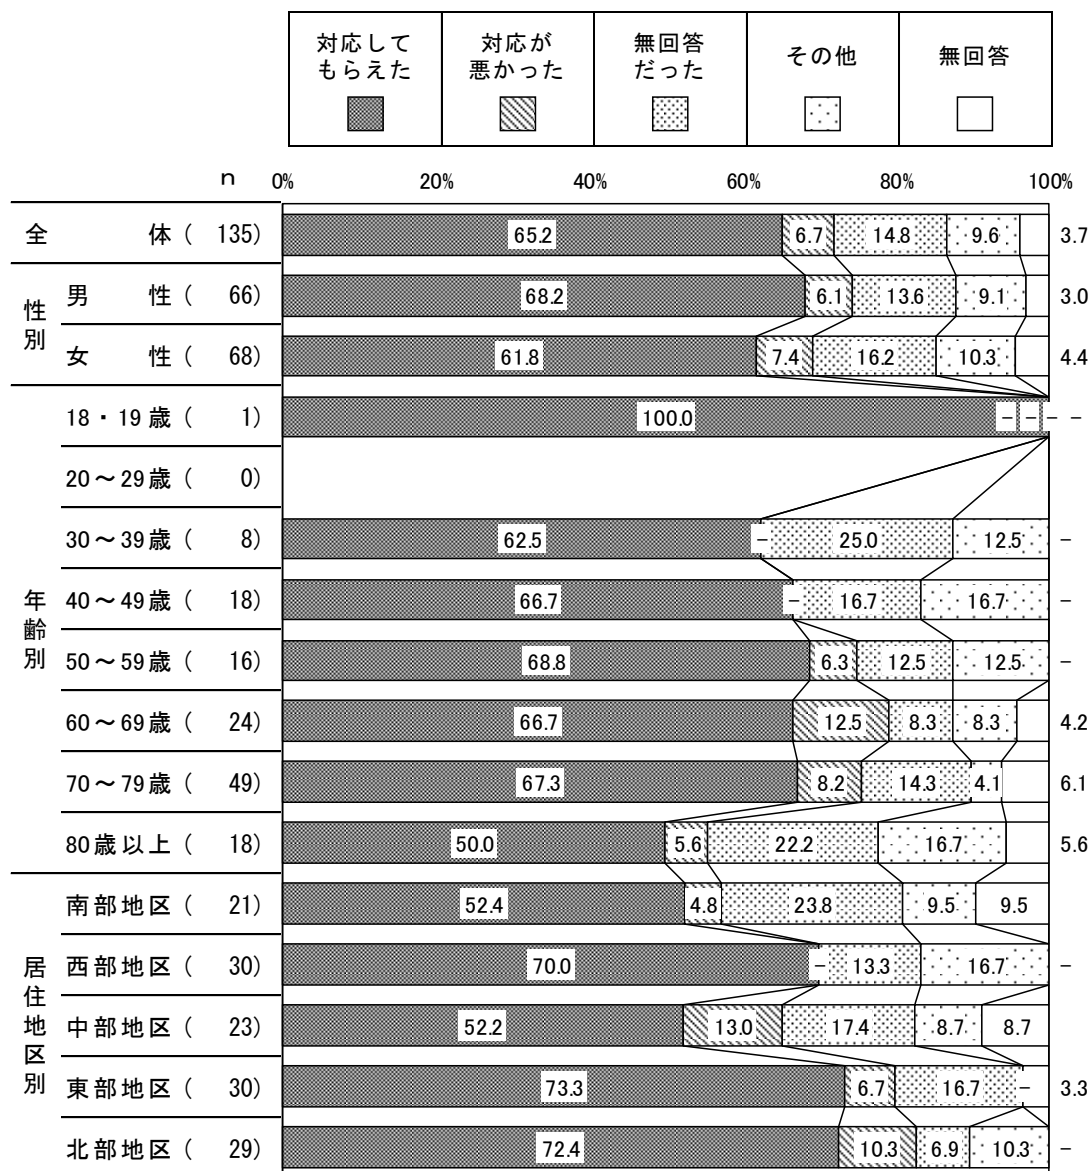 対応して
もらえた
対応が
悪かった
無回答
だった
その他
無回答
n 0% 20% 40% 60% 80% 100%
全体 ( 135) 65.2 6.7 14.8 9.6 3.7
性別
男性 ( 66) 68.2 6.1 13.6 9.1 3.0
女性 ( 68) 61.8 7.4 16.2 10.3 4.4
年齢別
18・19歳 ( 1) 100.0 - - - -
20～29歳 ( 0)
30～39歳 ( 8) 62.5 - 25.0 12.5 -
40～49歳 ( 18) 66.7 - 16.7 16.7 -
50～59歳 ( 16) 68.8 6.3 12.5 12.5 -
60～69歳 ( 24) 66.7 12.5 8.3 8.3 4.2
70～79歳 ( 49) 67.3 8.2 14.3 4.1 6.1
80歳以上 ( 18) 50.0 5.6 22.2 16.7 5.6
居住地区別
南部地区 ( 21) 52.4 4.8 23.8 9.5 9.5
西部地区 ( 30) 70.0 - 13.3 16.7 -
中部地区 ( 23) 52.2 13.0 17.4 8.7 8.7
東部地区 ( 30) 73.3 6.7 16.7 - 3.3
北部地区 ( 29) 72.4 10.3 6.9 10.3 -